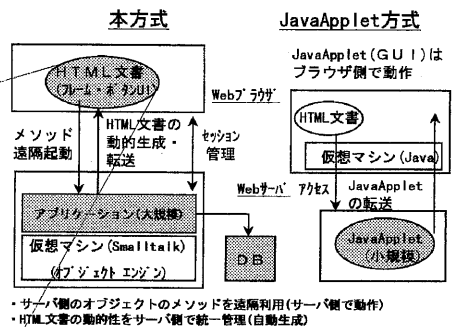 本方式
JavaApplet方式
JavaApplet(GUI)は
ブラウザ側で動作
HTML文書
(フレーム・ボタンUI)
Webブラウザ
HTML文書
仮想マシン(Java)
メソッド
遠隔起動
HTML文書の
動的生成・
転送
セッション
管理
Webサーバ
アクセス
JavaApplet
の転送
アプリケーション(大規模)
仮想マシン(Smalltalk)
(オブジェクト エンジン)
DB
JavaApplet
(小規模)
・サーバ側のオブジェクトのメソッドを遠隔利用(サーバ側で動作)
・HTML文書の動的性をサーバ側で統一管理(自動生成)